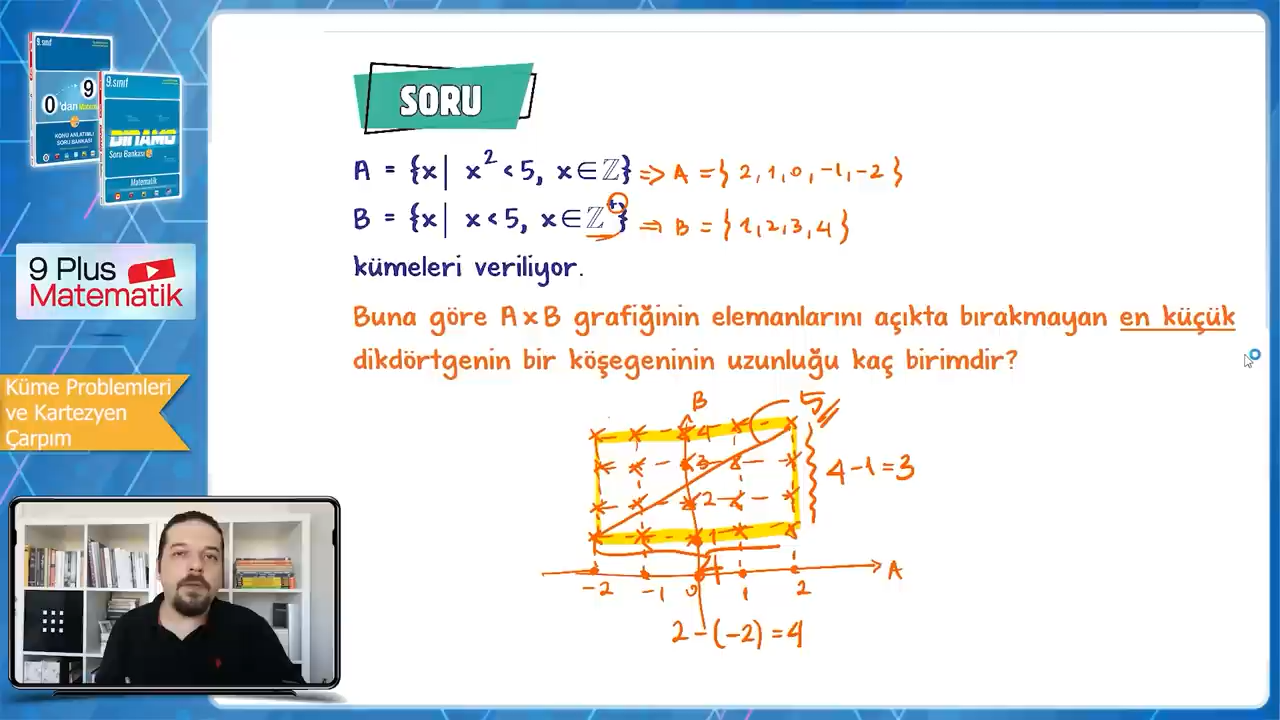 9.sınıf
0'dan 9
Matematik
KONU ANLATIMLI
SORU BANKASI
9.sınıf
DİNAMO
Soru Bankası
Matematik
9 Plus
Matematik
Küme Problemleri
ve Kartezyen
Çarpım
SORU
A = {x | x² < 5, x ∈ ℤ} => A = { 2, 1, 0, -1, -2 }
B = {x | x < 5, x ∈ ℤ⁺} => B = { 1, 2, 3, 4 }
kümeleri veriliyor.
Buna göre A x B grafiğinin elemanlarını açıkta bırakmayan en küçük
dikdörtgenin bir köşegeninin uzunluğu kaç birimdir?
B 5
4
3 4-1=3
2
1
4
A
-2 -1 0 1 2
2-(-2)=4